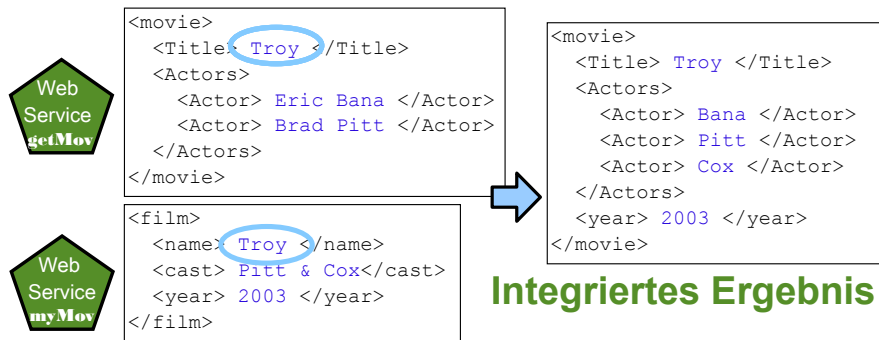 Web
Service
getMov
<movie>
  <Title> Troy </Title>
  <Actors>
    <Actor> Eric Bana </Actor>
    <Actor> Brad Pitt </Actor>
  </Actors>
</movie>
Web
Service
myMov
<film>
  <name> Troy </name>
  <cast> Pitt & Cox</cast>
  <year> 2003 </year>
</film>
<movie>
  <Title> Troy </Title>
  <Actors>
    <Actor> Bana </Actor>
    <Actor> Pitt </Actor>
    <Actor> Cox </Actor>
  </Actors>
  <year> 2003 </year>
</movie>
Integriertes Ergebnis